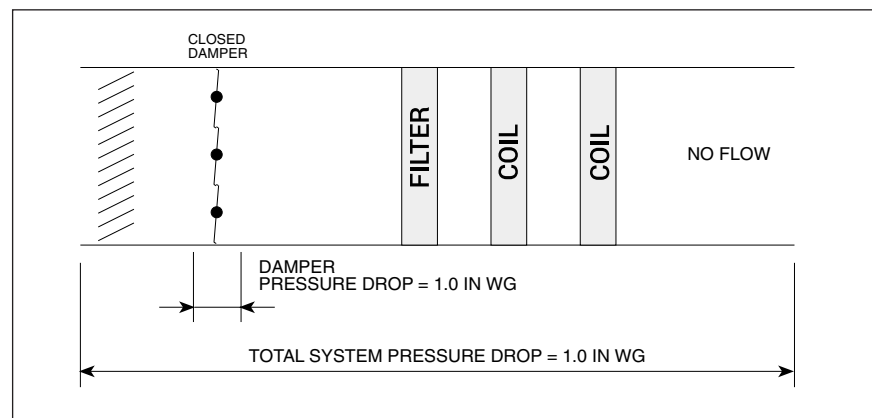 CLOSED
DAMPER
FILTER
COIL
COIL
NO FLOW
DAMPER
PRESSURE DROP = 1.0 IN WG
TOTAL SYSTEM PRESSURE DROP = 1.0 IN WG